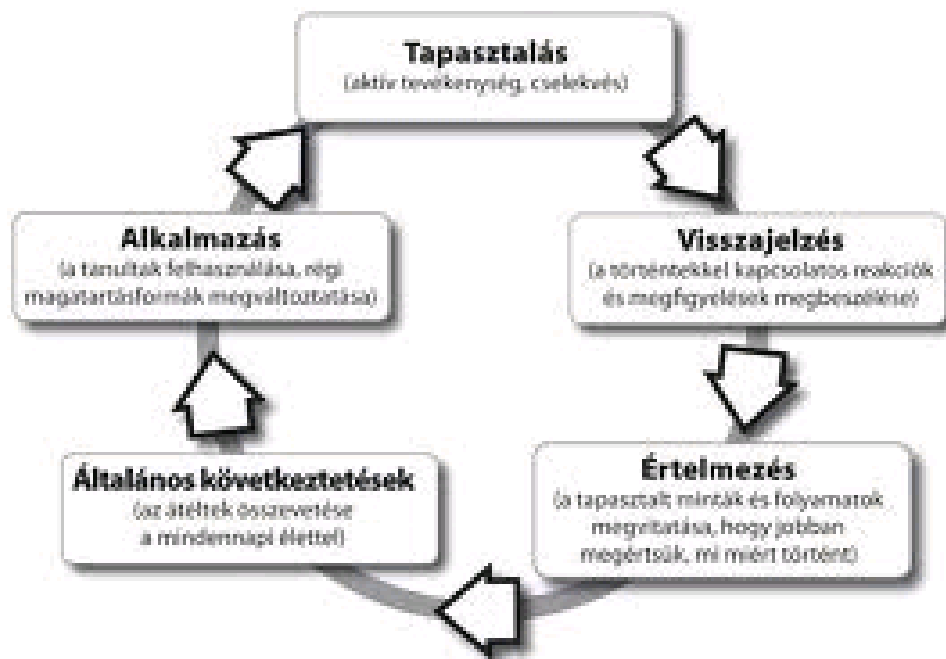 Tapasztalás
(aktív tevékenység, cselekvés)
Visszajelzés
(a történtekkel kapcsolatos reakciók
és megfigyelések megbeszélése)
Értelmezés
(a tapasztalt minták és folyamatok
megvitatása, hogy jobban
megértsük, mi miért történt)
Általános következtetések
(az átéltek összevetése
a mindennapi élettel)
Alkalmazás
(a tanultak felhasználása, régi
magatartásformák megváltoztatása)